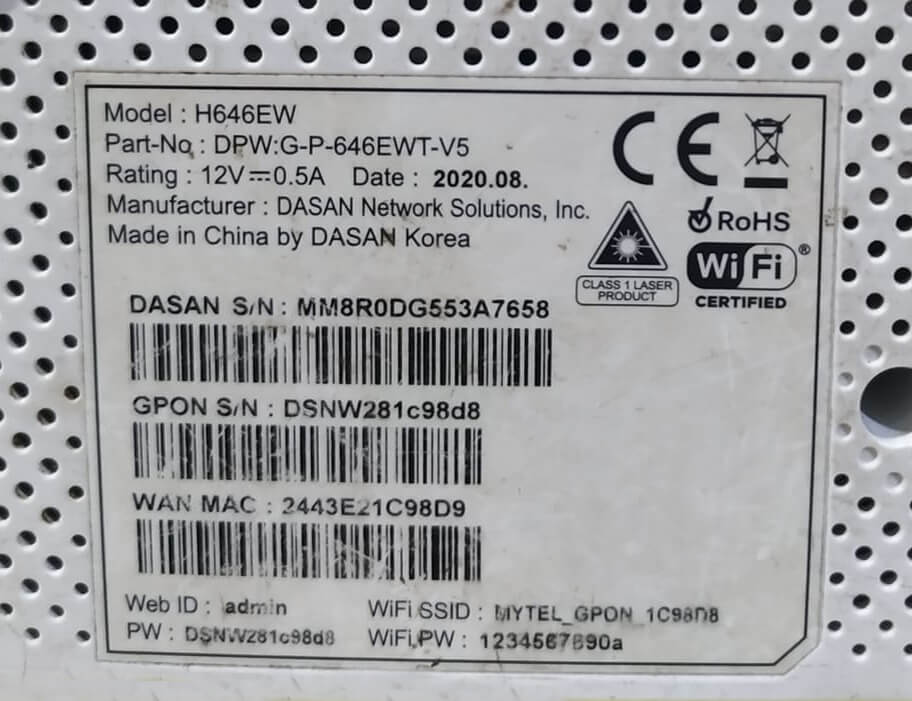 Model : H646EW
Part-No. : DPW:G-P-646EWT-V5
Rating : 12V⎓0.5A Date : 2020.08.
Manufacturer : DASAN Network Solutions, Inc.
Made in China by DASAN Korea
CE
RoHS
CLASS 1 LASER
PRODUCT
Wi Fi ®
CERTIFIED
DASAN S/N : MM8R0DG553A7658
GPON S/N : DSNW281c98d8
WAN MAC : 2443E21C98D9
Web ID : admin WiFi SSID : MYTEL_GPON_1C98D8
PW : DSNW281c98d8 WiFi PW : 1234567890a